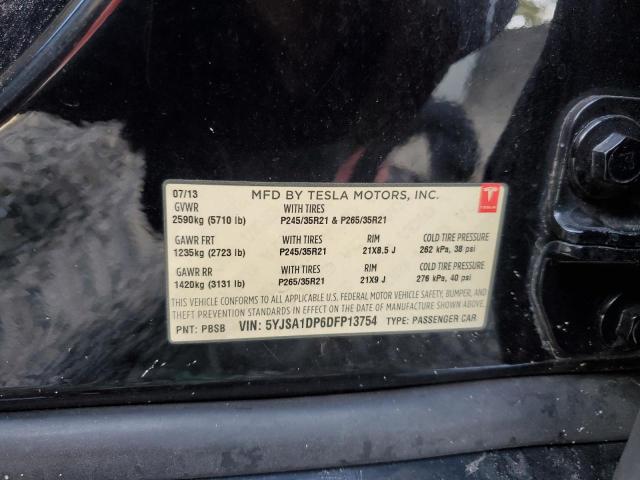 07/13 MFD BY TESLA MOTORS, INC.
GVWR WITH TIRES
2590kg (5710 lb) P245/35R21 & P265/35R21
GAWR FRT WITH TIRES RIM COLD TIRE PRESSURE
1235kg (2723 lb) P245/35R21 21X8.5 J 262 kPa, 38 psi
GAWR RR WITH TIRES RIM COLD TIRE PRESSURE
1420kg (3131 lb) P265/35R21 21X9 J 276 kPa, 40 psi
THIS VEHICLE CONFORMS TO ALL APPLICABLE U.S. FEDERAL MOTOR VEHICLE SAFETY, BUMPER, AND
THEFT PREVENTION STANDARDS IN EFFECT ON THE DATE OF MANUFACTURE SHOWN ABOVE.
PNT: PBSB VIN: 5YJSA1DP6DFP13754 TYPE: PASSENGER CAR
TESLA